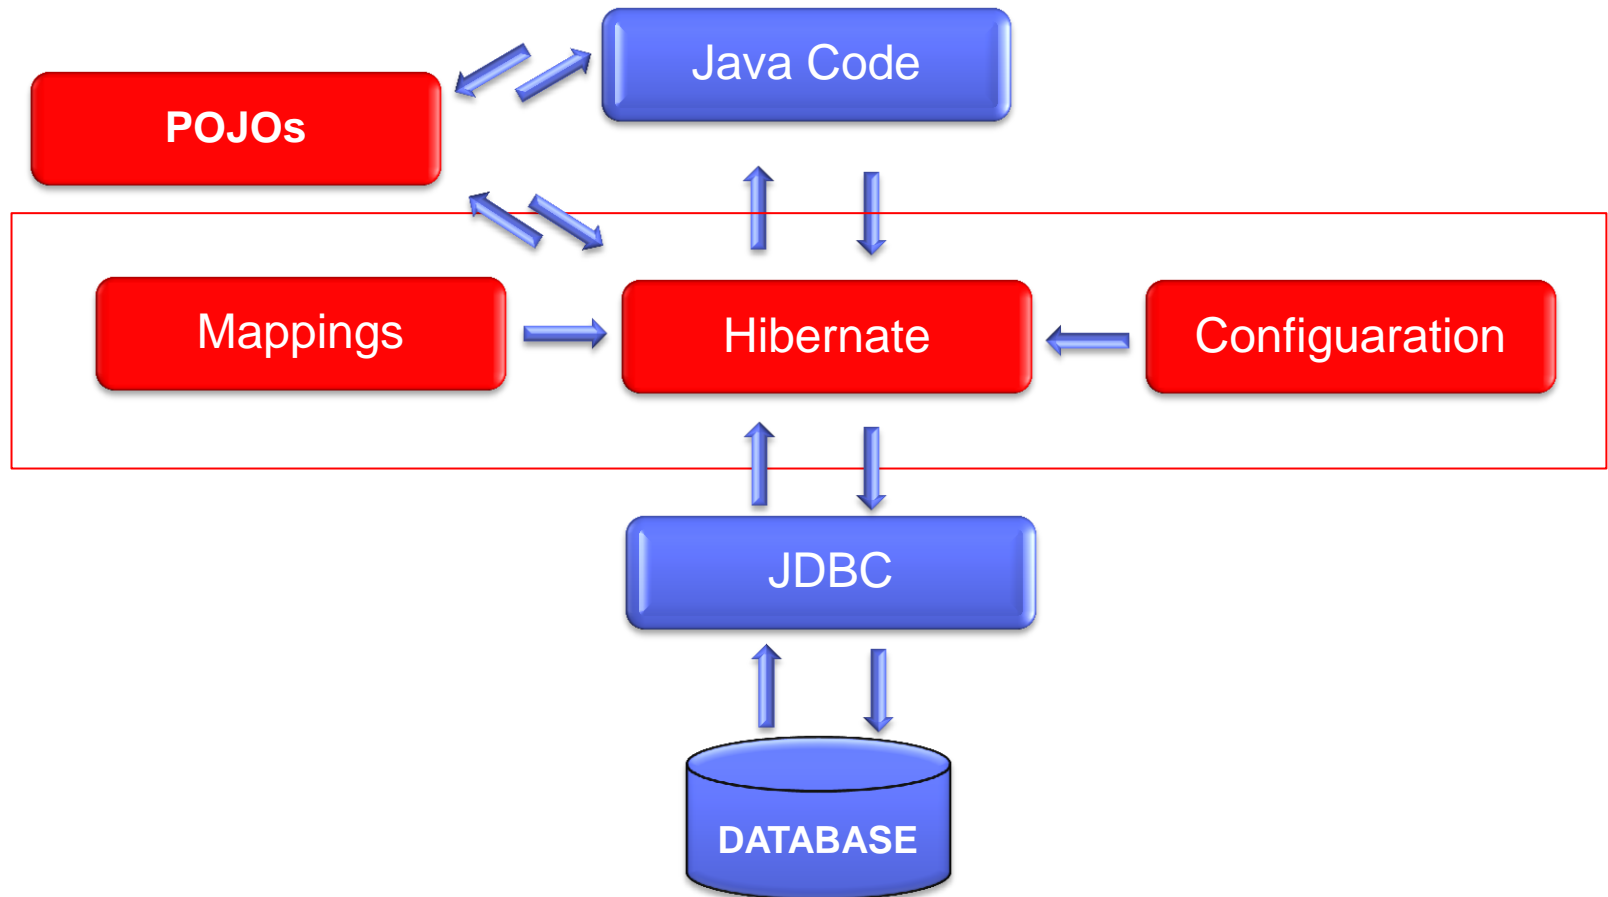 Java Code
POJOs
Mappings
Hibernate
Configuaration
JDBC
DATABASE